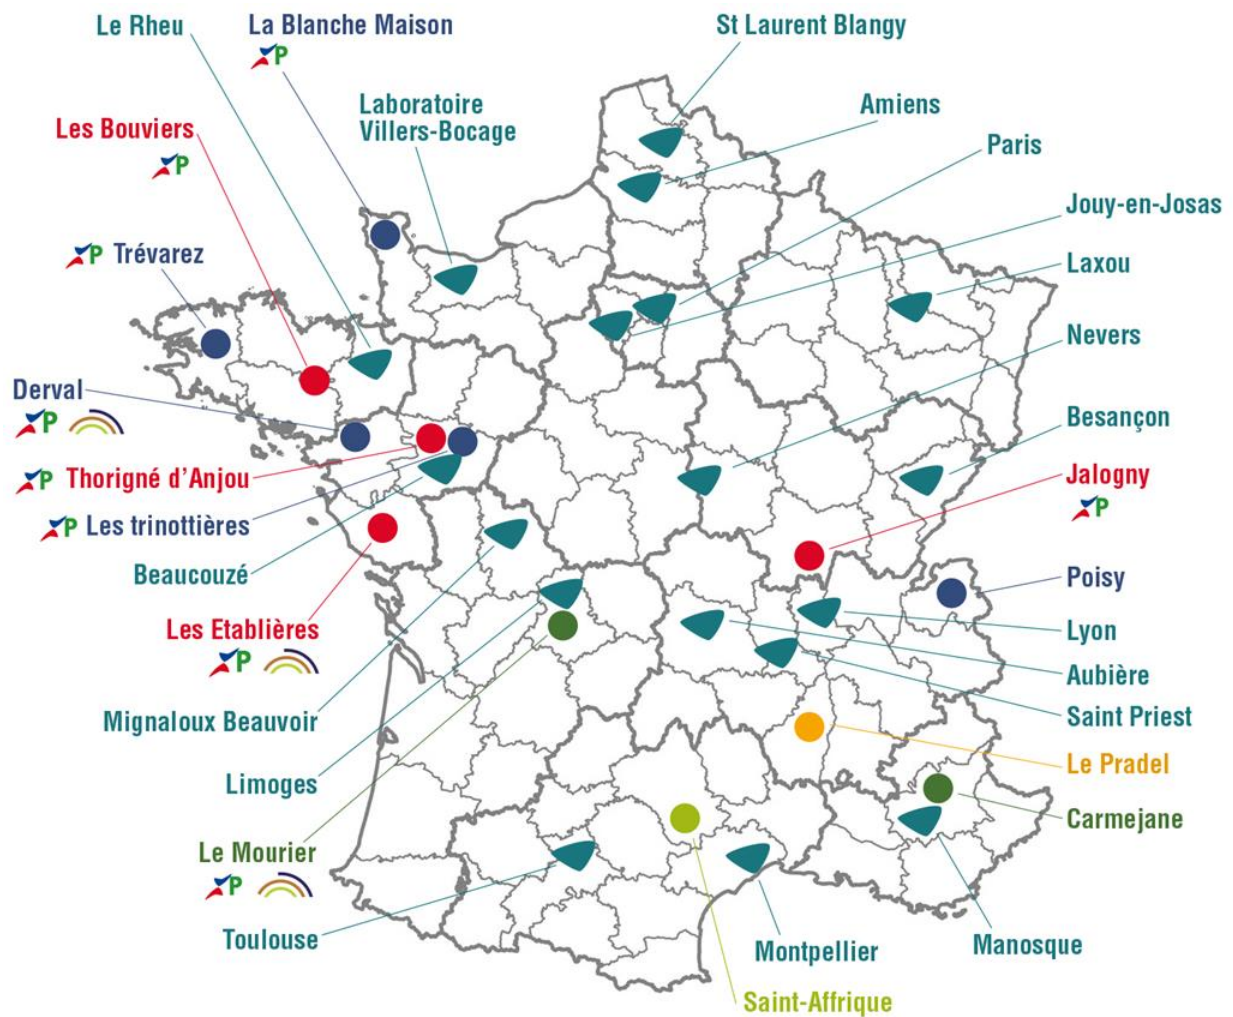 Le Rheu
La Blanche Maison
P
St Laurent Blangy
Laboratoire
Villers-Bocage
Amiens
Les Bouviers
P
Paris
Jouy-en-Josas
P Trévarez
Laxou
Nevers
Derval
P
Besançon
P Thorigné d’Anjou
Jalogny
P
P Les trinottières
Beaucouzé
Poisy
Les Etablières
P
Lyon
Aubière
Mignaloux Beauvoir
Saint Priest
Limoges
Le Pradel
Carmejane
Le Mourier
P
Toulouse
Montpellier
Manosque
Saint-Affrique